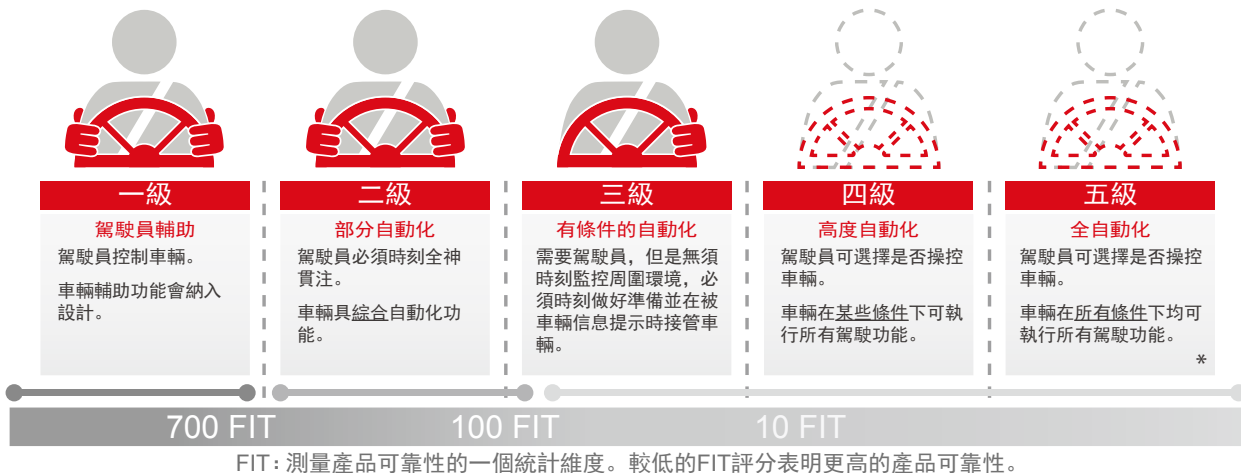 一級
駕駛員輔助
駕駛員控制車輛。
車輛輔助功能會納入
設計。
二級
部分自動化
駕駛員必須時刻全神
貫注。
車輛具綜合自動化功
能。
三級
有條件的自動化
需要駕駛員，但是無須
時刻監控周圍環境，必
須時刻做好準備並在被
車輛信息提示時接管車
輛。
四級
高度自動化
駕駛員可選擇是否操控
車輛。
車輛在某些條件下可執
行所有駕駛功能。
五級
全自動化
駕駛員可選擇是否操控
車輛。
車輛在所有條件下均可
執行所有駕駛功能。
*
700 FIT
100 FIT
10 FIT
FIT：測量產品可靠性的一個統計維度。較低的FIT評分表明更高的產品可靠性。